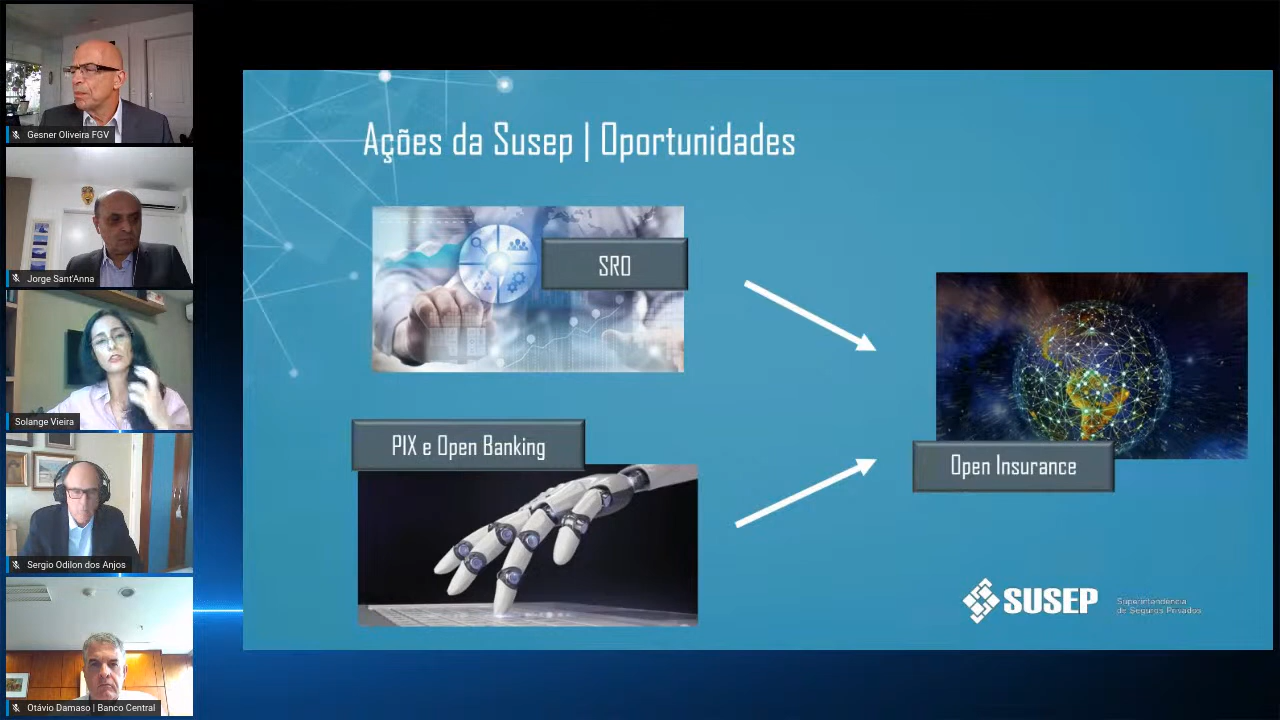 Gesner Oliveira FGV
Jorge Sant'Anna
Solange Vieira
Sergio Odilon dos Anjos
Otávio Damaso | Banco Central
Ações da Susep | Oportunidades
SRO
PIX e Open Banking
Open Insurance
SUSEP
Superintendência
de Seguros Privados